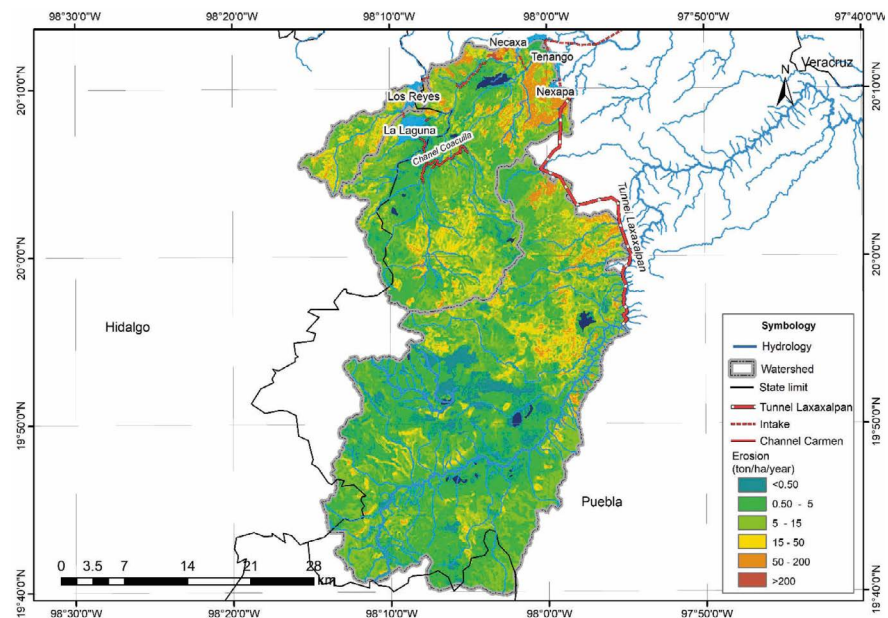 98°30'0"W 98°20'0"W 98°10'0"W 98°0'0"W 97°50'0"W 97°40'0"W
Necaxa
Tenango
Veracruz
20°10'0"N
20°10'0"N
N
Los Reyes
Nexapa
La Laguna
Chanel Coacuila
Tunnel Laxaxalpan
20°0'0"N
20°0'0"N
Hidalgo
Symbology
Hydrology
Watershed
State limit
Tunnel Laxaxalpan
Intake
Channel Carmen
Erosion
(ton/ha/year)
<0.50
0.50 - 5
5 - 15
15 - 50
50 - 200
>200
19°50'0"N
19°50'0"N
Puebla
0 3.5 7 14 21 28
km
19°40'0"N
19°40'0"N
98°30'0"W 98°20'0"W 98°10'0"W 98°0'0"W 97°50'0"W 97°40'0"W